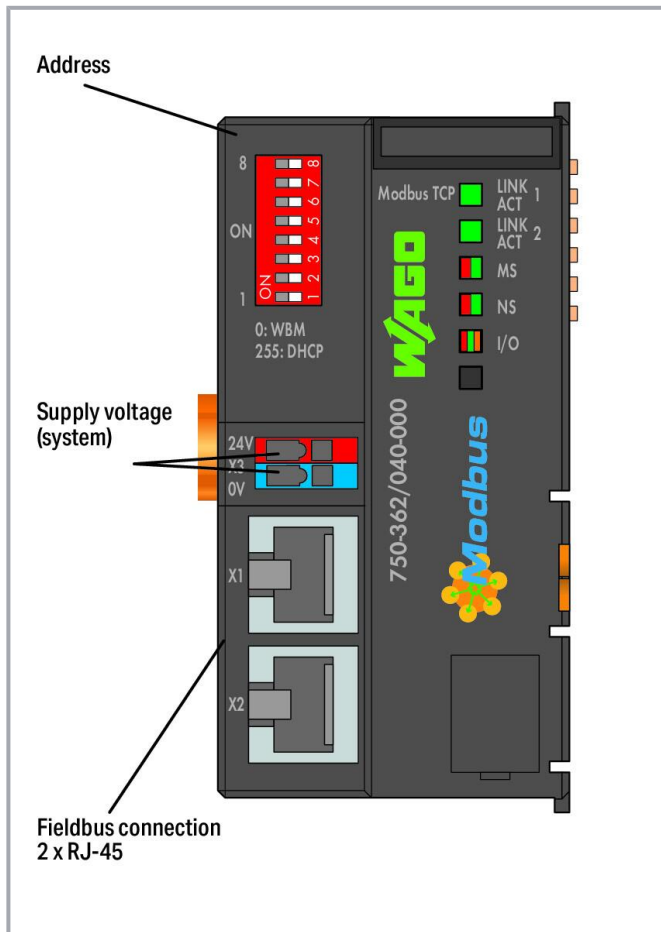 Address
8
ON
1
8
7
6
5
4
3
2
1
ON
0: WBM
255: DHCP
Supply voltage
(system)
24V
X3
0V
X1
X2
Fieldbus connection
2 x RJ-45
Modbus TCP
LINK
ACT 1
LINK
ACT 2
MS
NS
I/O
WAGO
750-362/040-000
Modbus